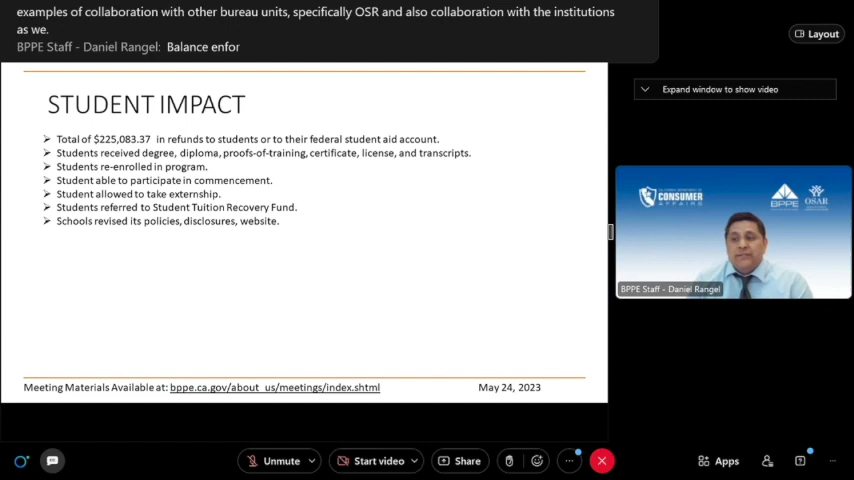 examples of collaboration with other bureau units, specifically OSR and also collaboration with the institutions
as we.
BPPE Staff - Daniel Rangel: Balance enfor
Layout
Expand window to show video
STUDENT IMPACT
➢ Total of $225,083.37 in refunds to students or to their federal student aid account.
➢ Students received degree, diploma, proofs-of-training, certificate, license, and transcripts.
➢ Students re-enrolled in program.
➢ Student able to participate in commencement.
➢ Student allowed to take externship.
➢ Students referred to Student Tuition Recovery Fund.
➢ Schools revised its policies, disclosures, website.
CONSUMER
AFFAIRS
BPPE
OSAR
BPPE Staff - Daniel Rangel
Meeting Materials Available at: bppe.ca.gov/about_us/meetings/index.shtml
May 24, 2023
Unmute
Start video
Share
Apps